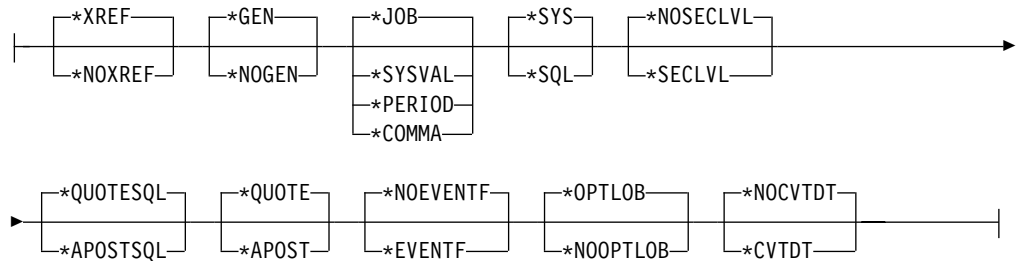 *XREF *GEN *JOB *SYS *NOSECLVL
*NOXREF *NOGEN *SYSVAL *SQL *SECLVL
*PERIOD
*COMMA
*QUOTESQL *QUOTE *NOEVENTF *OPTLOB *NOCVTDT
*APOSTSQL *APOST *EVENTF *NOOPTLOB *CVTDT